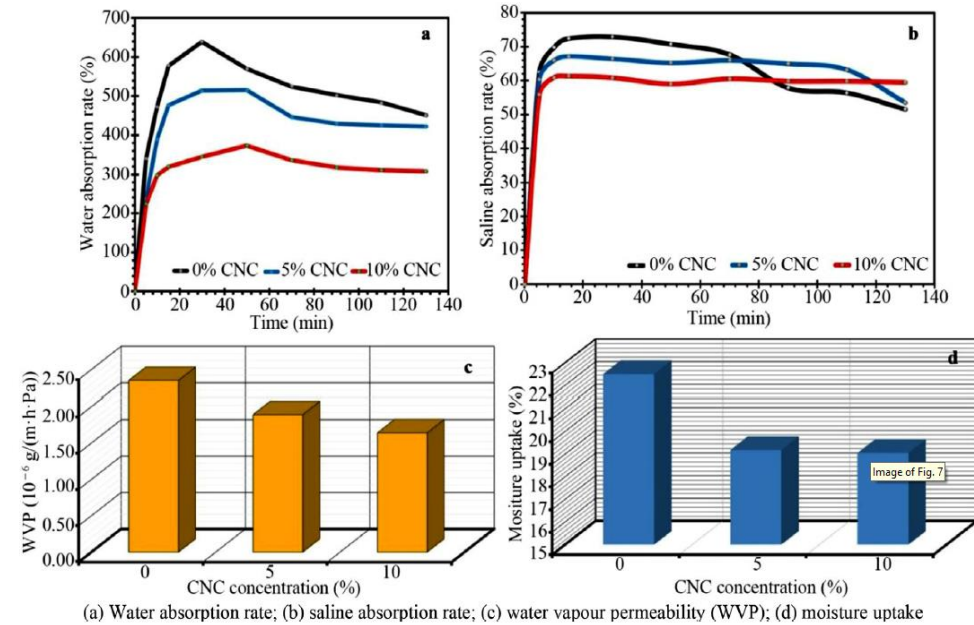 700
600
500
400
300
200
100
0
Water absorption rate (%)
a
0% CNC 5% CNC 10% CNC
0 20 40 60 80 100 120 140
Time (min)
80
70
60
50
40
30
20
10
0
Saline absorption rate (%)
b
0% CNC 5% CNC 10% CNC
0 20 40 60 80 100 120 140
Time (min)
2.50
2.00
1.50
1.00
0.50
0.00
WVP (10⁻⁶ g/(m·h·Pa))
c
0 5 10
CNC concentration (%)
23
22
21
20
19
18
17
16
15
Mositure uptake (%)
d
Image of Fig. 7
0 5 10
CNC concentration (%)
(a) Water absorption rate; (b) saline absorption rate; (c) water vapour permeability (WVP); (d) moisture uptake